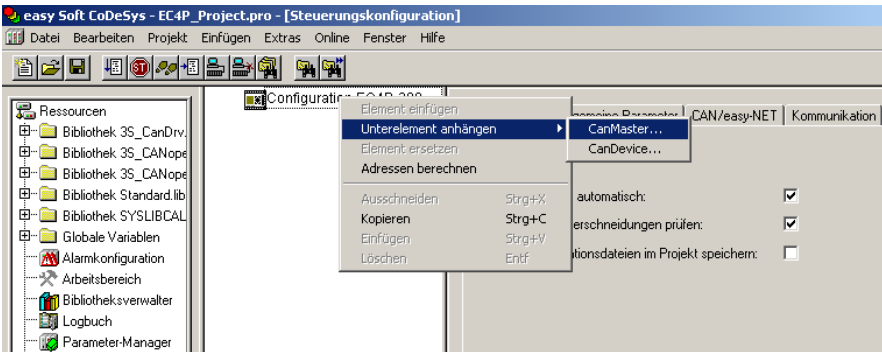 easy Soft CoDeSys - EC4P_Project.pro - [Steuerungskonfiguration]
Datei Bearbeiten Projekt Einfügen Extras Online Fenster Hilfe
Ressourcen
Bibliothek 3S_CanDrv.
Bibliothek 3S_CANope
Bibliothek 3S_CANope
Bibliothek Standard.lib
Bibliothek SYSLIBCAL
Globale Variablen
Alarmkonfiguration
Arbeitsbereich
Bibliotheksverwalter
Logbuch
Parameter-Manager
Configuration
Element einfügen
Unterelement anhängen
Element ersetzen
Adressen berechnen
Ausschneiden Strg+X
Kopieren Strg+C
Einfügen Strg+V
Löschen Entf
CanMaster...
CanDevice...
Parameter CAN/easy-NET Kommunikation
automatisch:
erschneidungen prüfen:
tionsdateien im Projekt speichern: